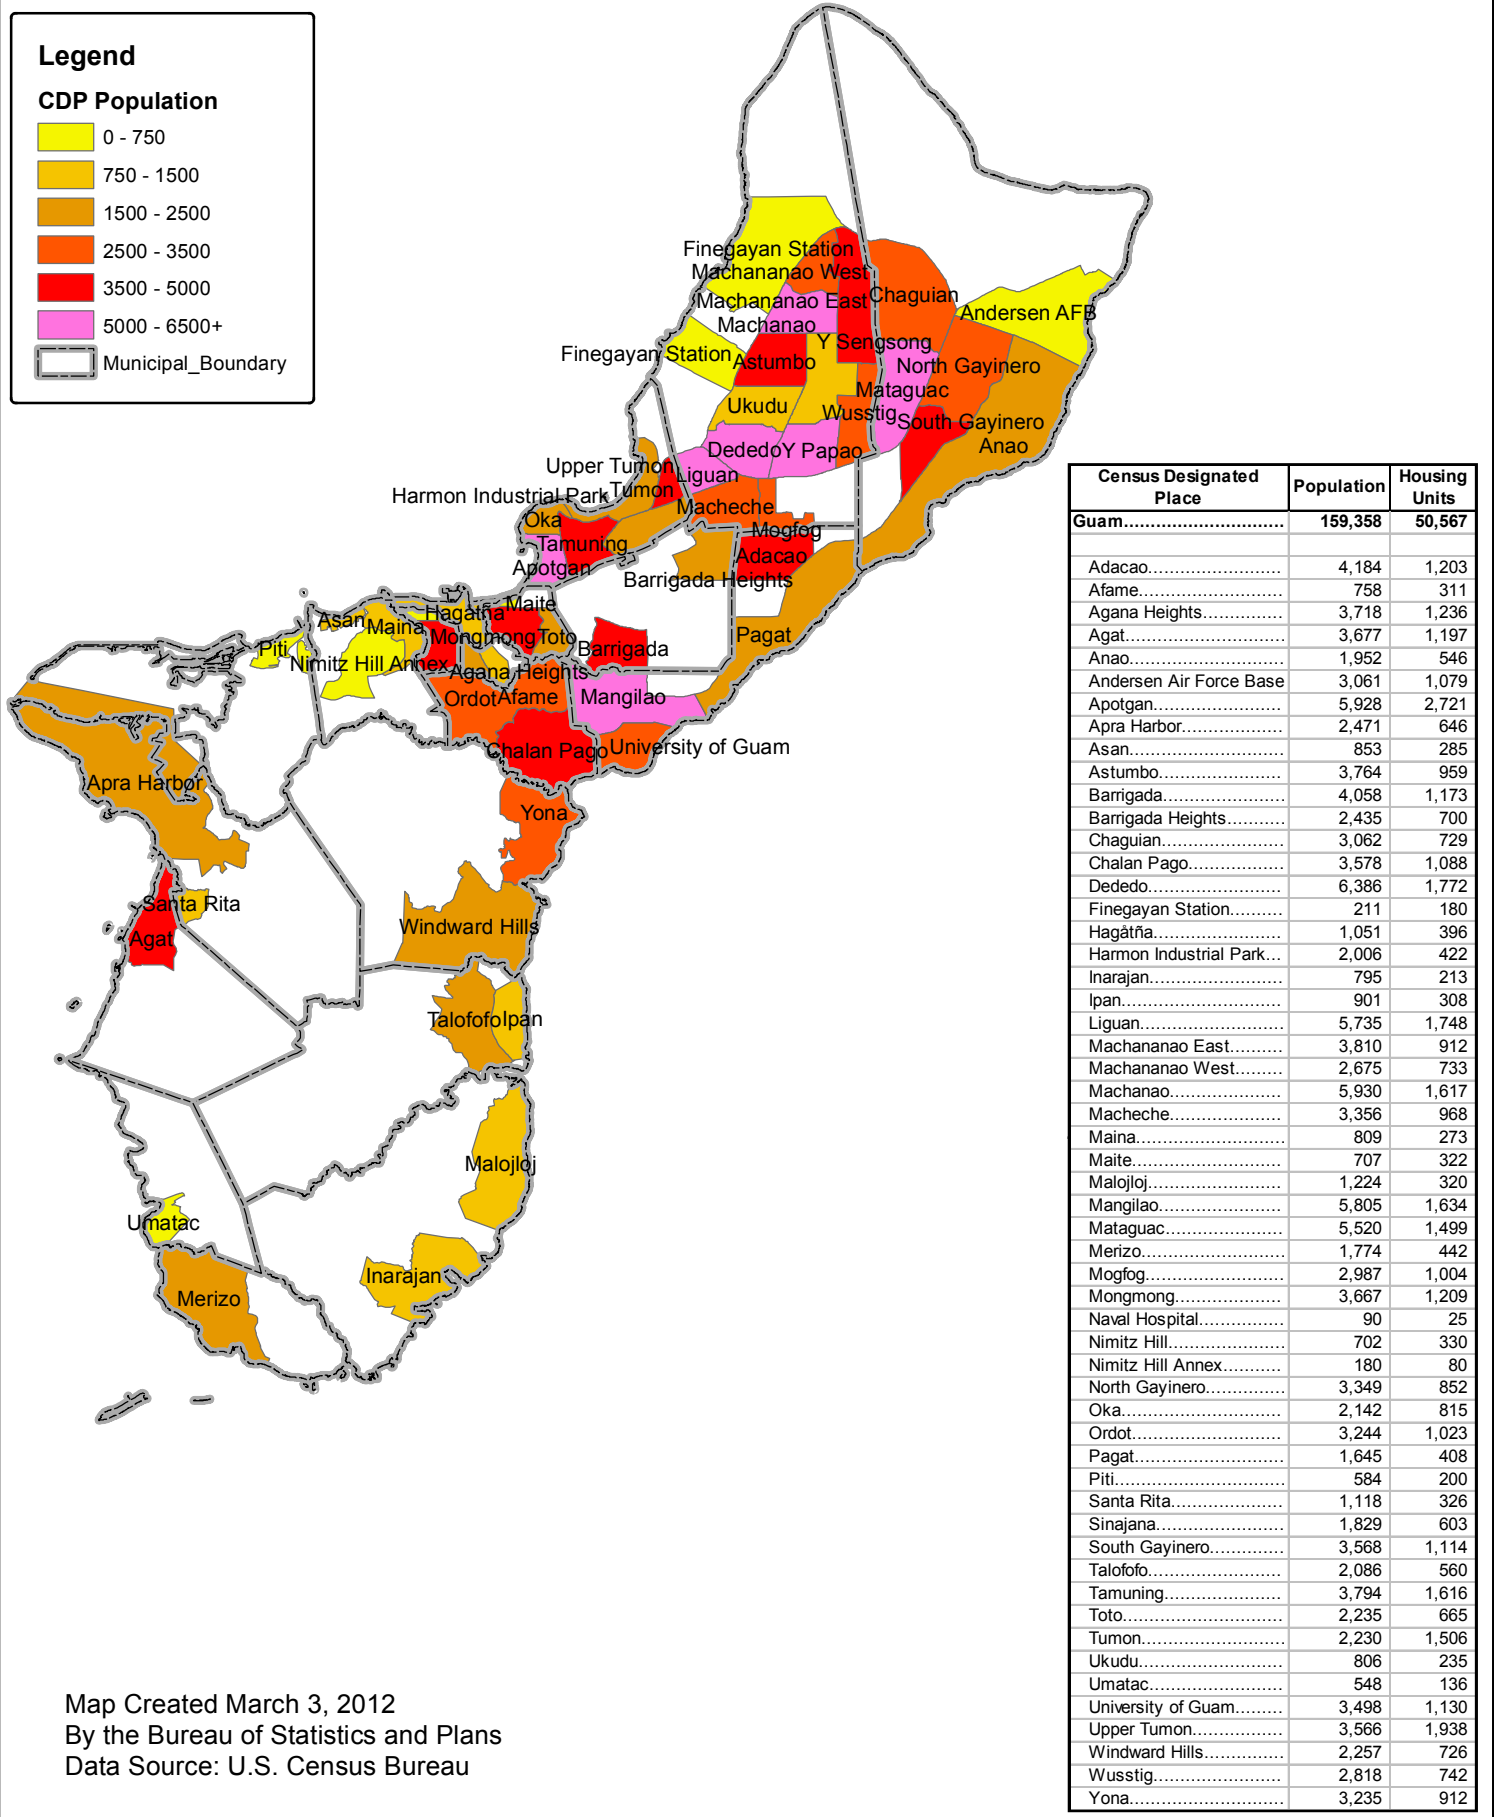 Legend
CDP Population
0 - 750
750 - 1500
1500 - 2500
2500 - 3500
3500 - 5000
5000 - 6500+
Municipal_Boundary
Finegayan Station
Machananao West
Machananao East
Chaguian
Machanao
Andersen AFB
Y Sengsong
Finegayan Station
Astumbo
North Gayinero
Mataguac
Ukudu
Wusstig
South Gayinero
Anao
Dededo
Y Papao
Upper Tumon
Liguan
Harmon Industrial Park
Tumon
Macheche
Oka
Mogfog
Tamuning
Adacao
Apotgan
Barrigada Heights
Hagåtña
Maite
Asan
Maina
Mongmong
Toto
Pagat
Piti
Nimitz Hill Annex
Barrigada
Agana Heights
Ordot
Afame
Mangilao
Chalan Pago
University of Guam
Apra Harbor
Yona
Santa Rita
Windward Hills
Agat
Talofofo
Ipan
Malojloj
Umatac
Inarajan
Merizo
Census Designated Place Population Housing Units
Guam............................ 159,358 50,567
Adacao......................... 4,184 1,203
Afame.......................... 758 311
Agana Heights.................. 3,718 1,236
Agat........................... 3,677 1,197
Anao........................... 1,952 546
Andersen Air Force Base 3,061 1,079
Apotgan........................ 5,928 2,721
Apra Harbor.................... 2,471 646
Asan........................... 853 285
Astumbo........................ 3,764 959
Barrigada...................... 4,058 1,173
Barrigada Heights........... 2,435 700
Chaguian....................... 3,062 729
Chalan Pago.................. 3,578 1,088
Dededo......................... 6,386 1,772
Finegayan Station.......... 211 180
Hagåtña........................ 1,051 396
Harmon Industrial Park... 2,006 422
Inarajan....................... 795 213
Ipan........................... 901 308
Liguan......................... 5,735 1,748
Machananao East.......... 3,810 912
Machananao West......... 2,675 733
Machanao..................... 5,930 1,617
Macheche..................... 3,356 968
Maina.......................... 809 273
Maite.......................... 707 322
Malojloj....................... 1,224 320
Mangilao....................... 5,805 1,634
Mataguac...................... 5,520 1,499
Merizo......................... 1,774 442
Mogfog......................... 2,987 1,004
Mongmong.................... 3,667 1,209
Naval Hospital................ 90 25
Nimitz Hill................... 702 330
Nimitz Hill Annex........... 180 80
North Gayinero............... 3,349 852
Oka............................ 2,142 815
Ordot.......................... 3,244 1,023
Pagat.......................... 1,645 408
Piti........................... 584 200
Santa Rita..................... 1,118 326
Sinajana....................... 1,829 603
South Gayinero.............. 3,568 1,114
Talofofo....................... 2,086 560
Tamuning....................... 3,794 1,616
Toto........................... 2,235 665
Tumon.......................... 2,230 1,506
Ukudu.......................... 806 235
Umatac......................... 548 136
University of Guam......... 3,498 1,130
Upper Tumon................. 3,566 1,938
Windward Hills............... 2,257 726
Wusstig........................ 2,818 742
Yona........................... 3,235 912
Map Created March 3, 2012
By the Bureau of Statistics and Plans
Data Source: U.S. Census Bureau